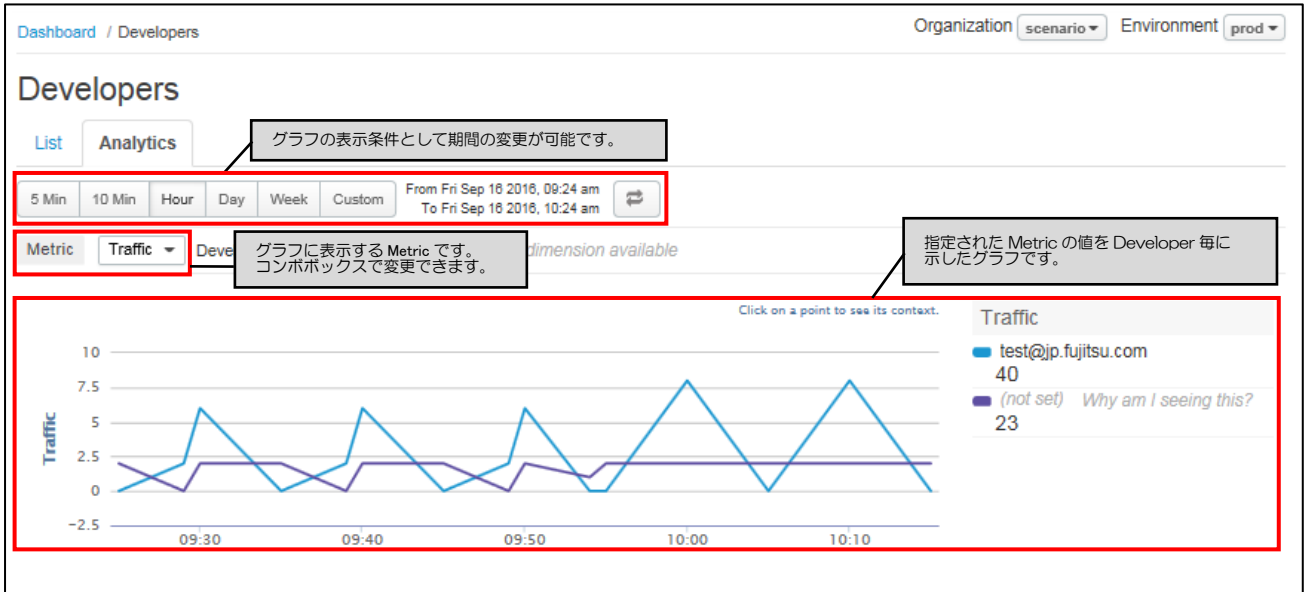 Dashboard / Developers
Organization scenario Environment prod
Developers
List Analytics
グラフの表示条件として期間の変更が可能です。
5 Min 10 Min Hour Day Week Custom
From Fri Sep 16 2016, 09:24 am
To Fri Sep 16 2016, 10:24 am
Metric Traffic
グラフに表示する Metric です。
コンボボックスで変更できます。
dimension available
指定された Metric の値を Developer 毎に
示したグラフです。
Click on a point to see its context.
Traffic
test@jp.fujitsu.com
40
(not set) Why am I seeing this?
23
Traffic
10
7.5
5
2.5
0
−2.5
09:30 09:40 09:50 10:00 10:10